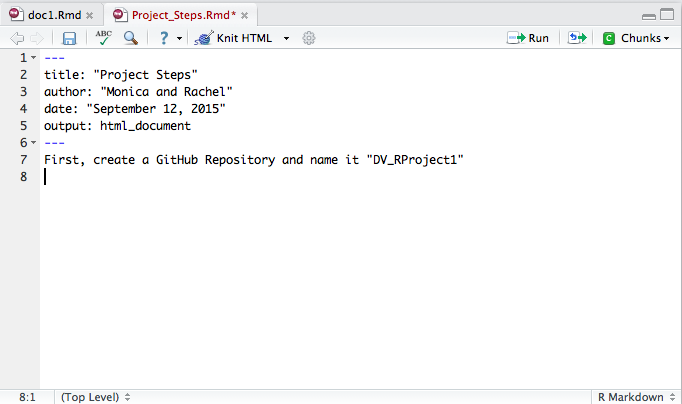 doc1.Rmd Project_Steps.Rmd*
ABC Knit HTML Run C Chunks
1 ---
2 title: "Project Steps"
3 author: "Monica and Rachel"
4 date: "September 12, 2015"
5 output: html_document
6 ---
7 First, create a GitHub Repository and name it "DV_RProject1"
8
8:1 (Top Level) R Markdown